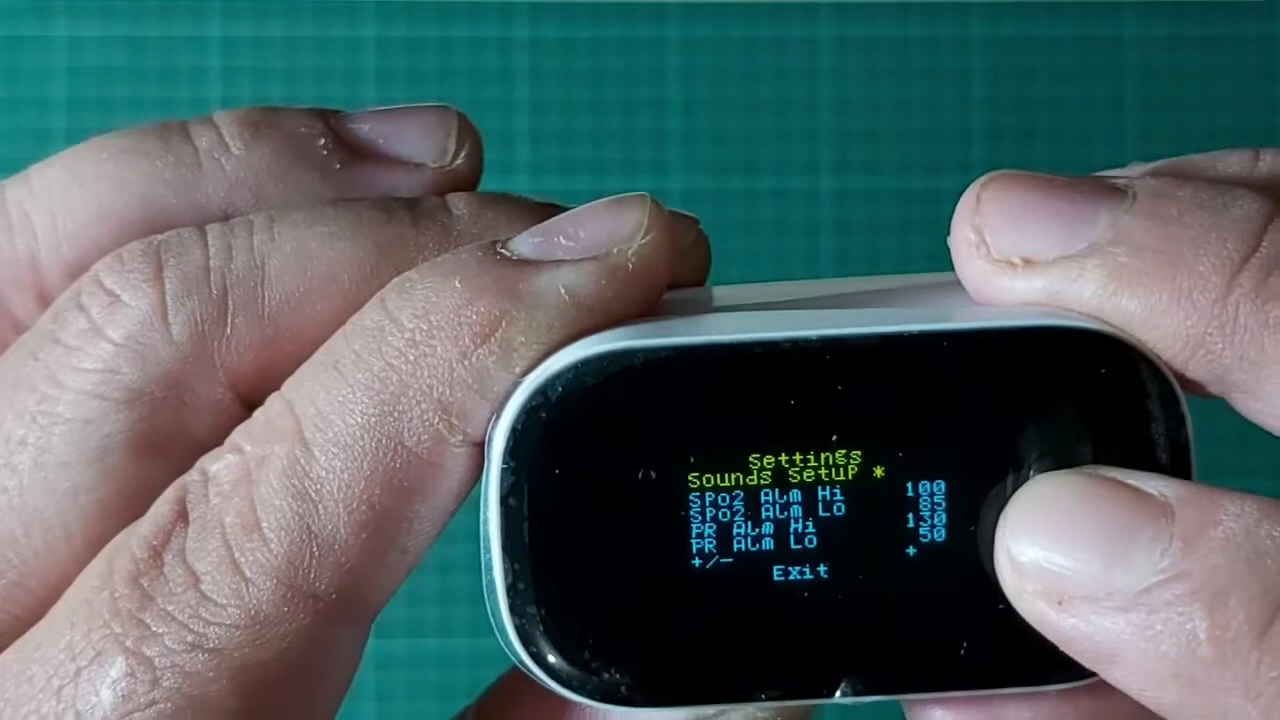 Settings
Sounds Setup *
SPo2 Alm Hi 100
SPo2 Alm Lo 85
PR Alm Hi 130
PR Alm Lo 50
+/- +
Exit